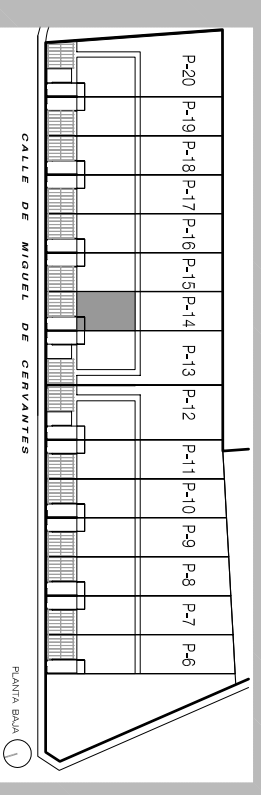 P-20
P-19
P-18
P-17
P-16
P-15
P-14
P-13
P-12
P-11
P-10
P-9
P-8
P-7
P-6
CALLE DE MIGUEL DE CERVANTES
PLANTA BAJA